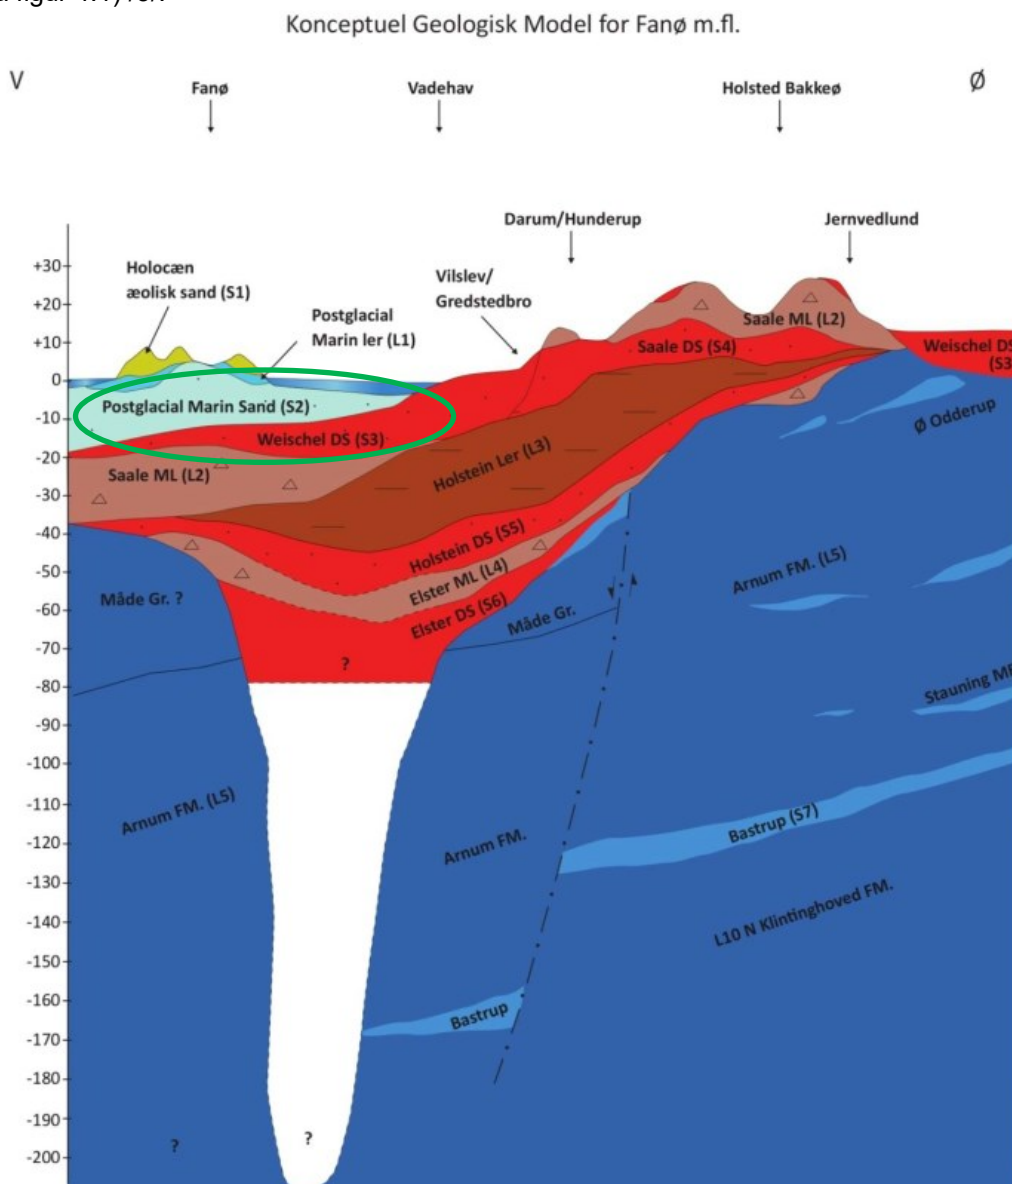 Konceptuel Geologisk Model for Fanø m.fl.
V
Fanø
Vadehav
Holsted Bakkeø
Ø
Darum/Hunderup
Jernvedlund
Holocæn
æolisk sand (S1)
Vilslev/
Gredstedbro
Postglacial
Marin ler (L1)
+30
+20
+10
0
-10
-20
-30
-40
-50
-60
-70
-80
-90
-100
-110
-120
-130
-140
-150
-160
-170
-180
-190
-200
Saale ML (L2)
Saale DS (S4)
Weischel DS
(S3
Postglacial Marin Sand (S2)
Weischel DS (S3)
Ø Odderup
Holstein Ler (L3)
Saale ML (L2)
Holstein DS (S5)
Elster ML (L4)
Elster DS (S6)
Arnum FM. (L5)
Måde Gr. ?
Måde Gr.
?
Stauning
Arnum FM. (L5)
Arnum FM.
Bastrup (S7)
L10 N Klintinghoved FM.
Bastrup
?
?